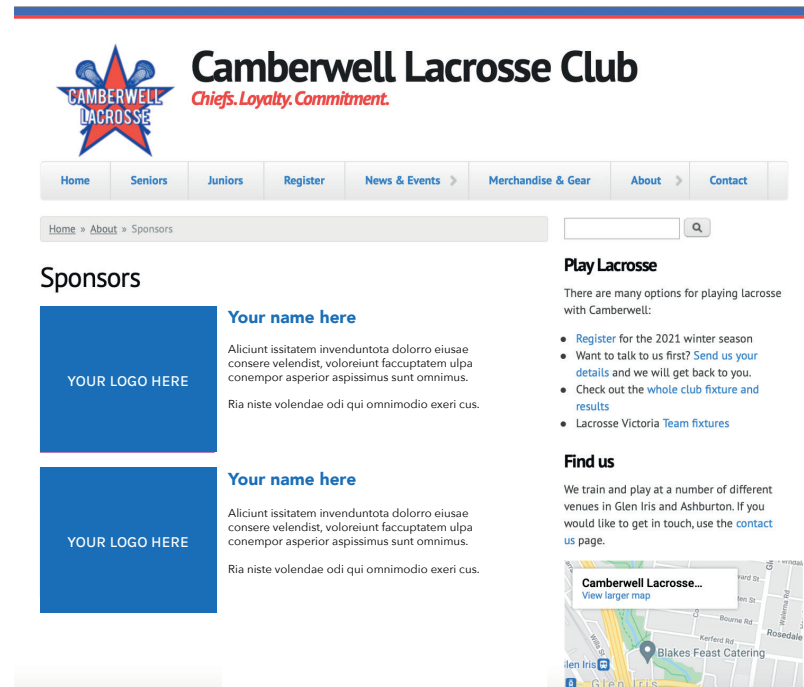 CAMBERWELL
LACROSSE
Camberwell Lacrosse Club
Chiefs. Loyalty. Commitment.
Home
Seniors
Juniors
Register
News & Events
Merchandise & Gear
About
Contact
Home » About » Sponsors
Sponsors
YOUR LOGO HERE
Your name here
Aliciunt issitatem invenduntota dolorro eiusae
consere velendist, voloreiunt faccuptatem ulpa
conempor asperior aspissimus sunt omnimus.
Ria niste volendae odi qui omnimodio exeri cus.
YOUR LOGO HERE
Your name here
Aliciunt issitatem invenduntota dolorro eiusae
consere velendist, voloreiunt faccuptatem ulpa
conempor asperior aspissimus sunt omnimus.
Ria niste volendae odi qui omnimodio exeri cus.
Play Lacrosse
There are many options for playing lacrosse
with Camberwell:
• Register for the 2021 winter season
• Want to talk to us first? Send us your
details and we will get back to you.
• Check out the whole club fixture and
results
• Lacrosse Victoria Team fixtures
Find us
We train and play at a number of different
venues in Glen Iris and Ashburton. If you
would like to get in touch, use the contact
us page.
Camberwell Lacrosse...
View larger map
Bourne Rd
Kerferd Rd
Rosedale
Blakes Feast Catering
Wills St
Glen Iris